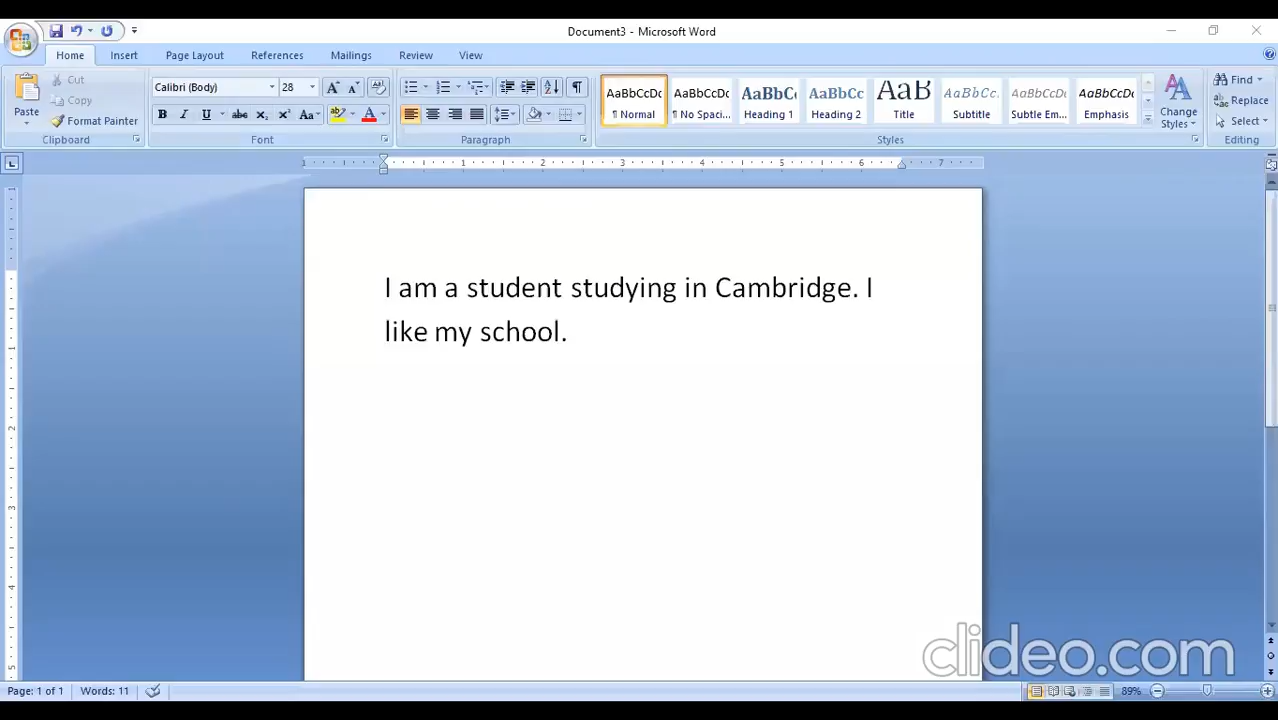 Document3 - Microsoft Word
Home Insert Page Layout References Mailings Review View
Paste
Cut
Copy
Format Painter
Clipboard
Calibri (Body) 28
Font
Paragraph
AaBbCcDc AaBbCcDc AaBbC AaBbCc AaB AaBbCc. AaBbCcDc AaBbCcDc
¶ Normal ¶ No Spaci... Heading 1 Heading 2 Title Subtitle Subtle Em... Emphasis
Change
Styles
Styles
Find
Replace
Select
Editing
I am a student studying in Cambridge. I
like my school.
clideo.com
Page: 1 of 1 Words: 11 89%